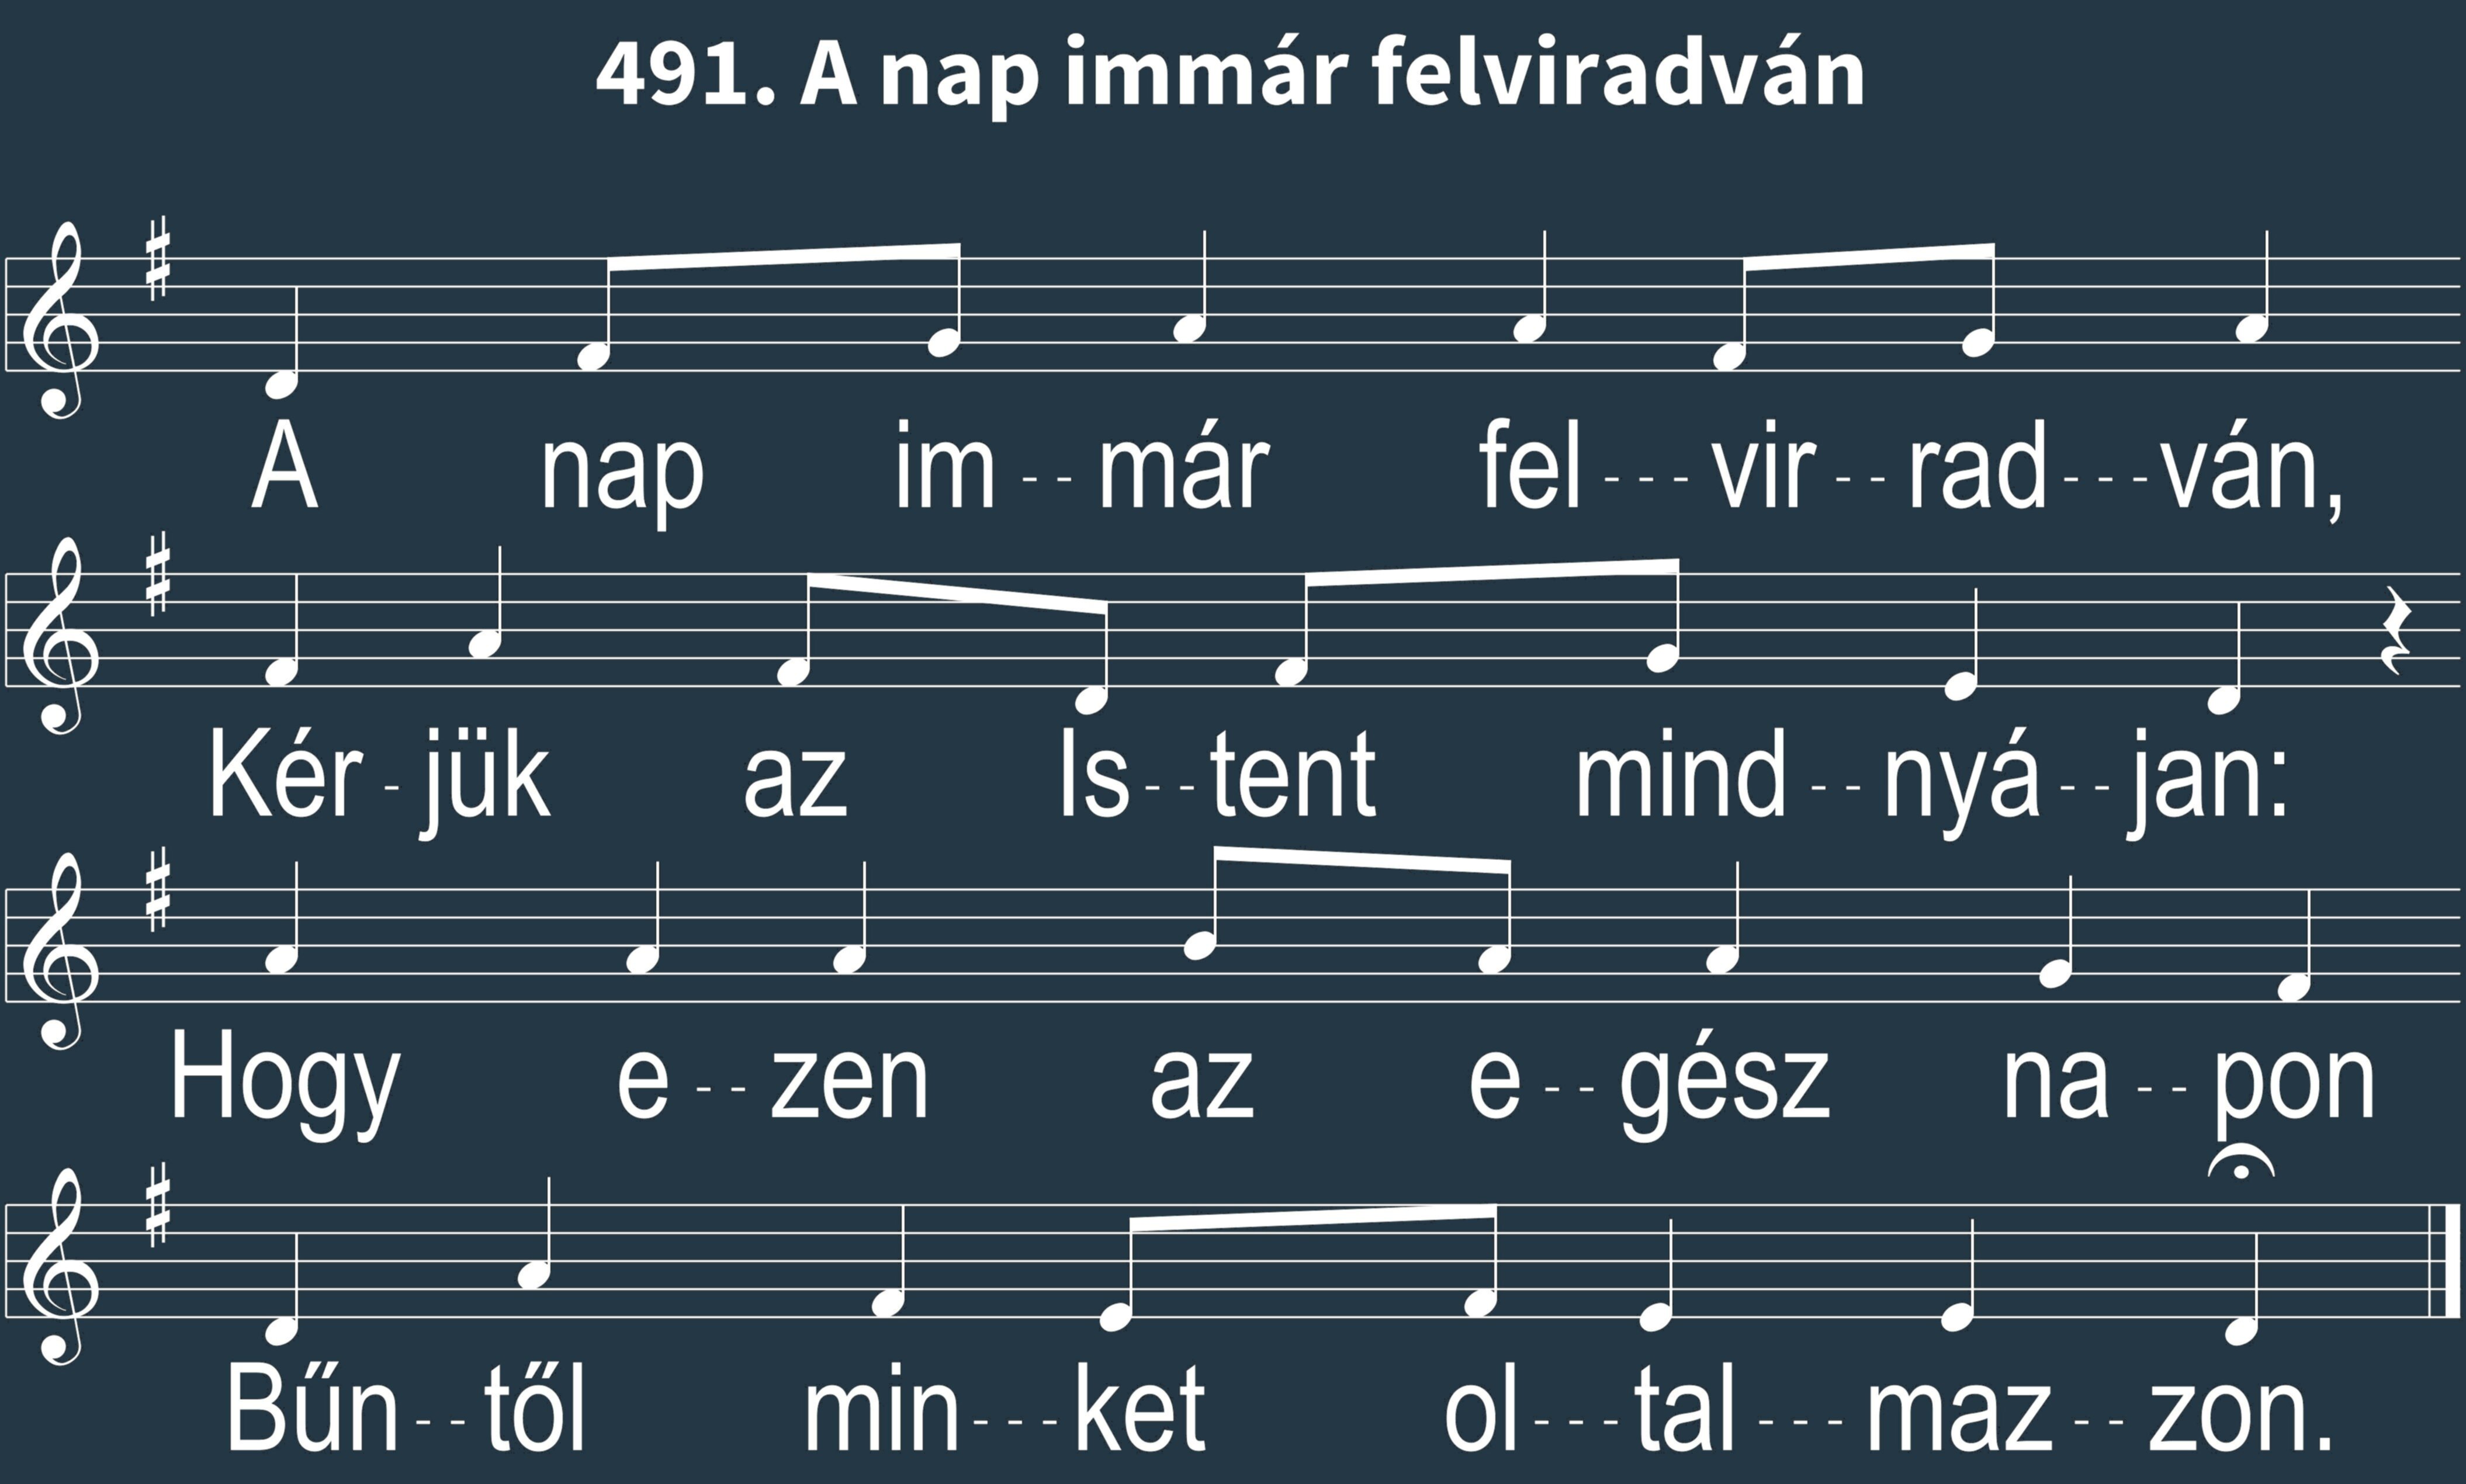 491. A nap immár felviradván
A nap im--már fel---vir--rad---ván,
Kér-jük az Is--tent mind--nyá--jan:
Hogy e--zen az e--gész na--pon
Bűn--től min---ket ol---tal---maz--zon.